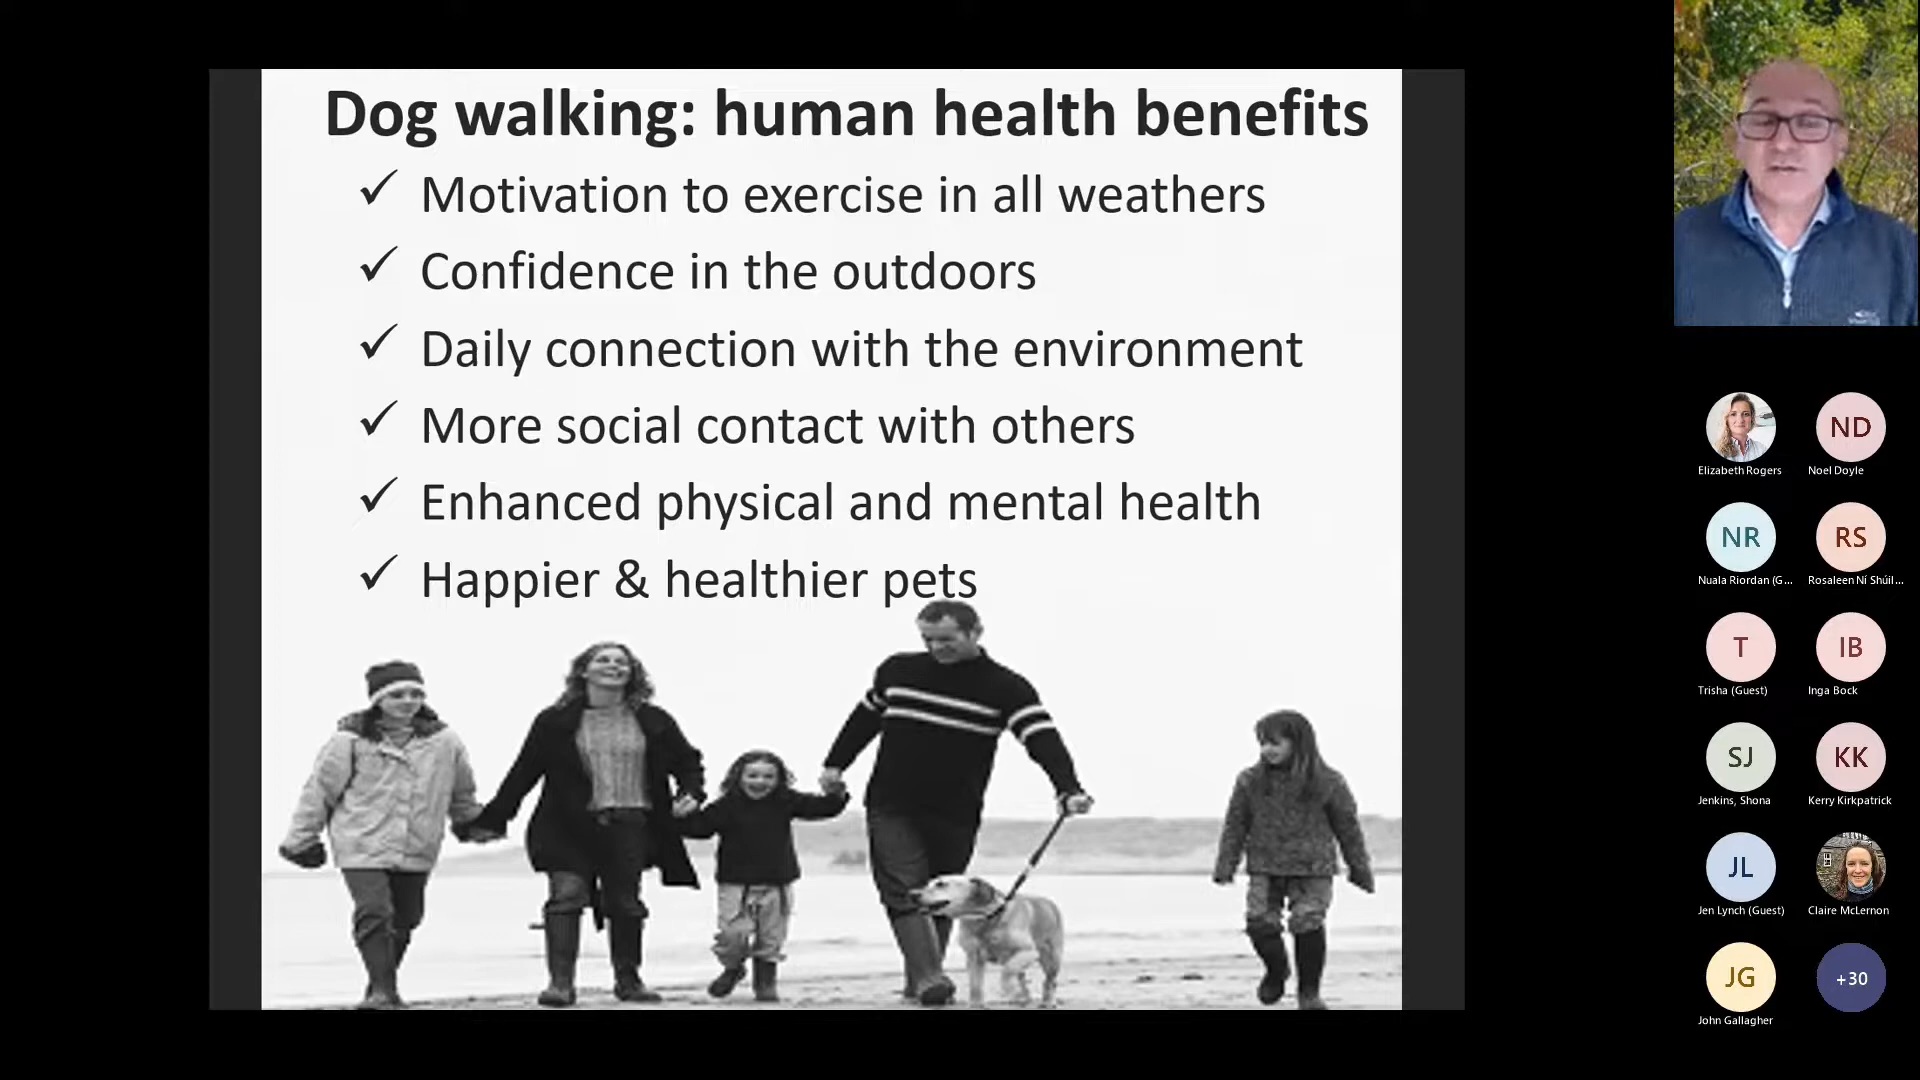 Dog walking: human health benefits
✓ Motivation to exercise in all weathers
✓ Confidence in the outdoors
✓ Daily connection with the environment
✓ More social contact with others
✓ Enhanced physical and mental health
✓ Happier & healthier pets
Elizabeth Rogers
ND
Noel Doyle
NR
Nuala Riordan (G...
RS
Rosaleen Ní Shúil...
T
Trisha (Guest)
IB
Inga Bock
SJ
Jenkins, Shona
KK
Kerry Kirkpatrick
JL
Jen Lynch (Guest)
Claire McLernon
JG
John Gallagher
+30